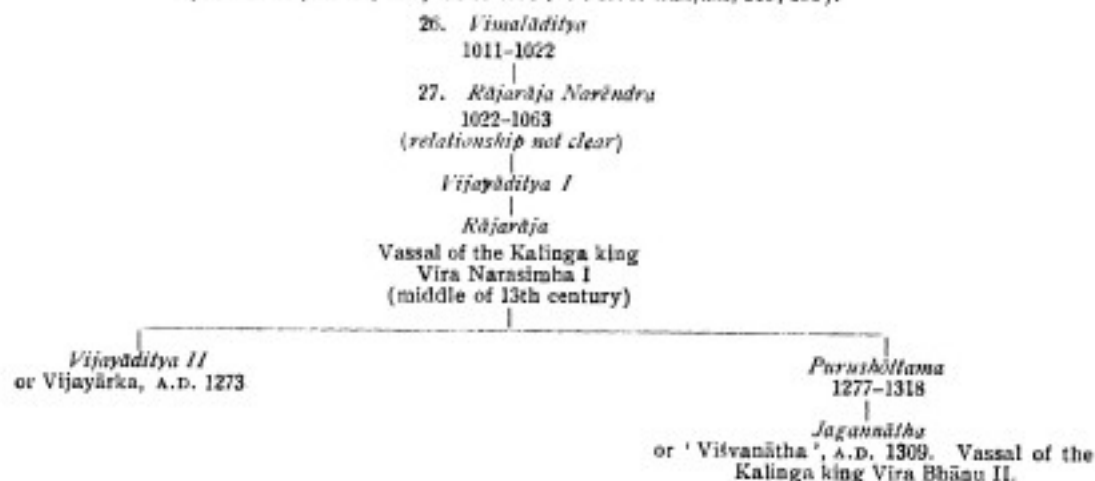 26. Vimalāditya
1011–1022
27. Rājarāja Narēndra
1022–1063
(relationship not clear)
Vijayāditya I
Rājarāja
Vassal of the Kalinga king
Vira Narasimha I
(middle of 13th century)
Vijayāditya II
or Vijayārka, A.D. 1273
Purushōttama
1277–1318
Jagannātha
or ' Viśvanātha ', A.D. 1309. Vassal of the
Kalinga king Vira Bhānu II.